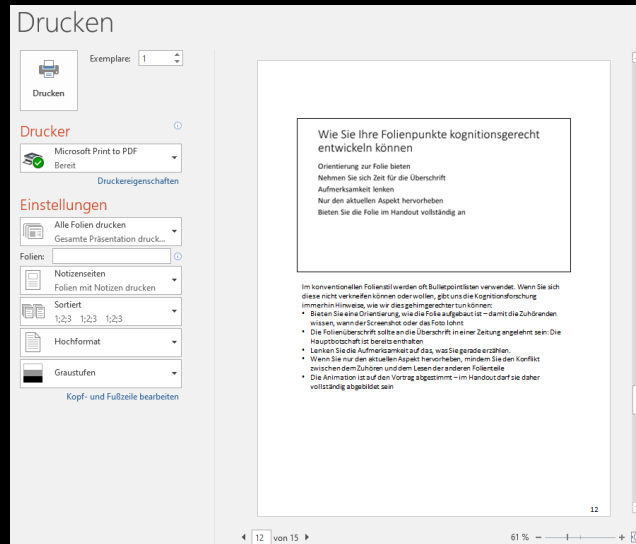 Drucken
Exemplare: 1
Drucken
Drucker
Microsoft Print to PDF
Bereit
Druckereigenschaften
Einstellungen
Alle Folien drucken
Gesamte Präsentation druck...
Folien:
Notizenseiten
Folien mit Notizen drucken
Sortiert
1;2;3 1;2;3 1;2;3
Hochformat
Graustufen
Kopf- und Fußzeile bearbeiten
Wie Sie Ihre Folienpunkte kognitionsgerecht
entwickeln können
Orientierung zur Folie bieten
Nehmen Sie sich Zeit für die Überschrift
Aufmerksamkeit lenken
Nur den aktuellen Aspekt hervorheben
Bieten Sie die Folie im Handout vollständig an
Im konventionellen Folienstil werden oft Bulletpointlisten verwendet. Wenn Sie sich
diese nicht verkneifen können oder wollen, gibt uns die Kognitionsforschung
immerhin Hinweise, wie wir dies gehirngerechter tun können:
• Bieten Sie eine Orientierung, wie die Folie aufgebaut ist – damit die Zuhörenden
wissen, wann der Screenshot oder das Foto lohnt
• Die Folienüberschrift sollte an die Überschrift in einer Zeitung angelehnt sein: Die
Hauptbotschaft ist bereits enthalten
• Lenken Sie die Aufmerksamkeit auf das, was Sie gerade erzählen.
• Wenn Sie nur den aktuellen Aspekt hervorheben, mindern Sie den Konflikt
zwischen dem Zuhören und dem Lesen der anderen Folienteile
• Die Animation ist auf den Vortrag abgestimmt – im Handout darf sie daher
vollständig abgebildet sein
12
12 von 15
61 %